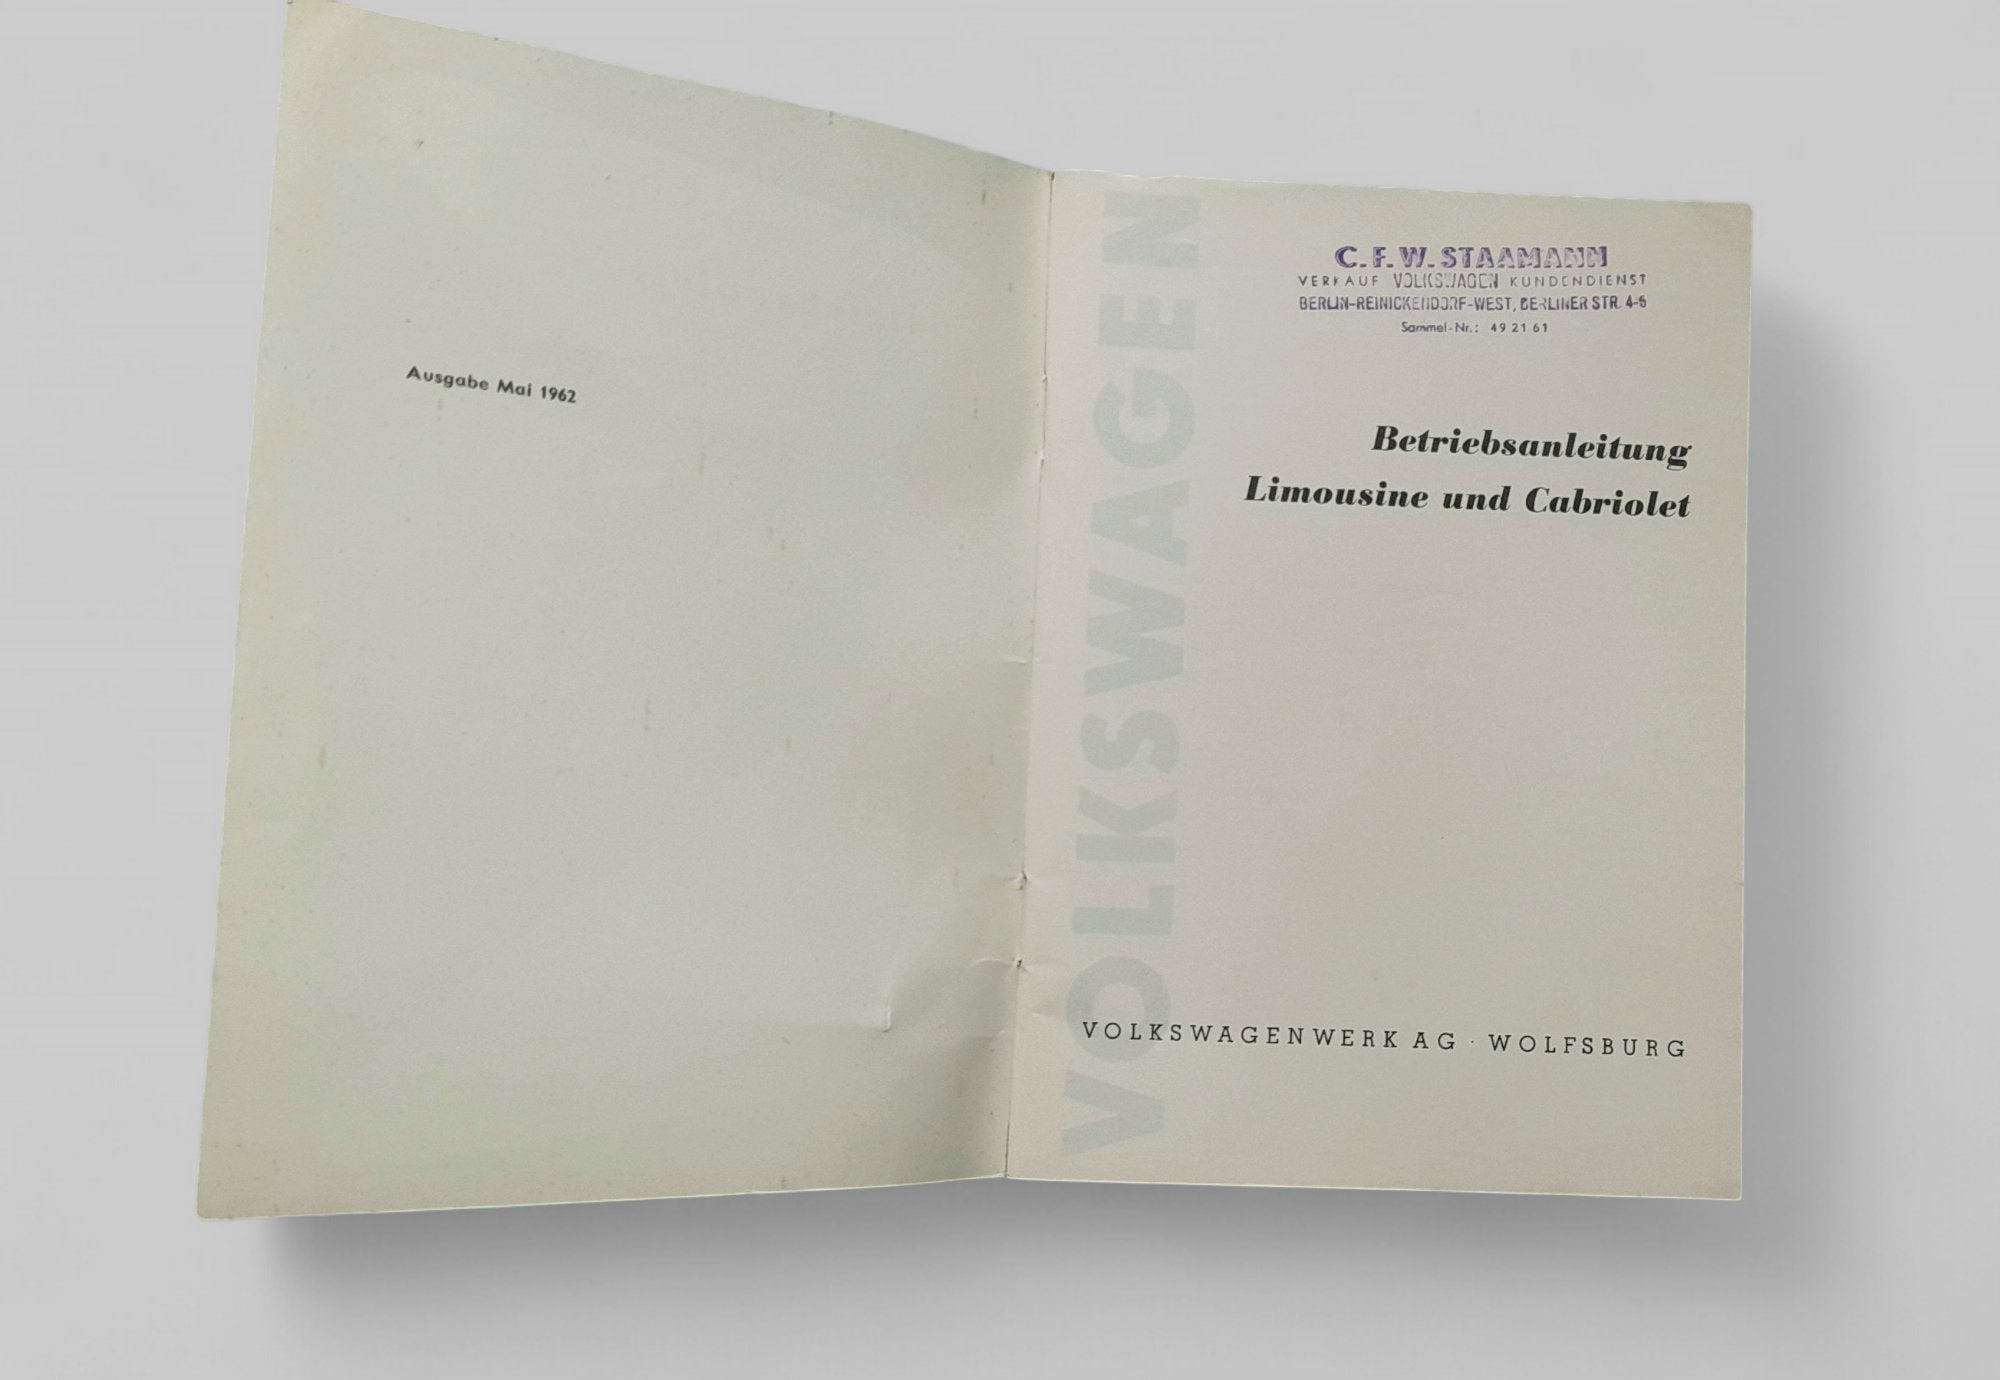 Ausgabe Mai 1962
VOLKSWAGEN
C. F. W. STAAMANN
VERKAUF VOLKSWAGEN KUNDENDIENST
BERLIN-REINICKENDORF-WEST, BERLINER STR. 4-6
Sammel-Nr.: 49 21 61
Betriebsanleitung
Limousine und Cabriolet
VOLKSWAGENWERK AG · WOLFSBURG